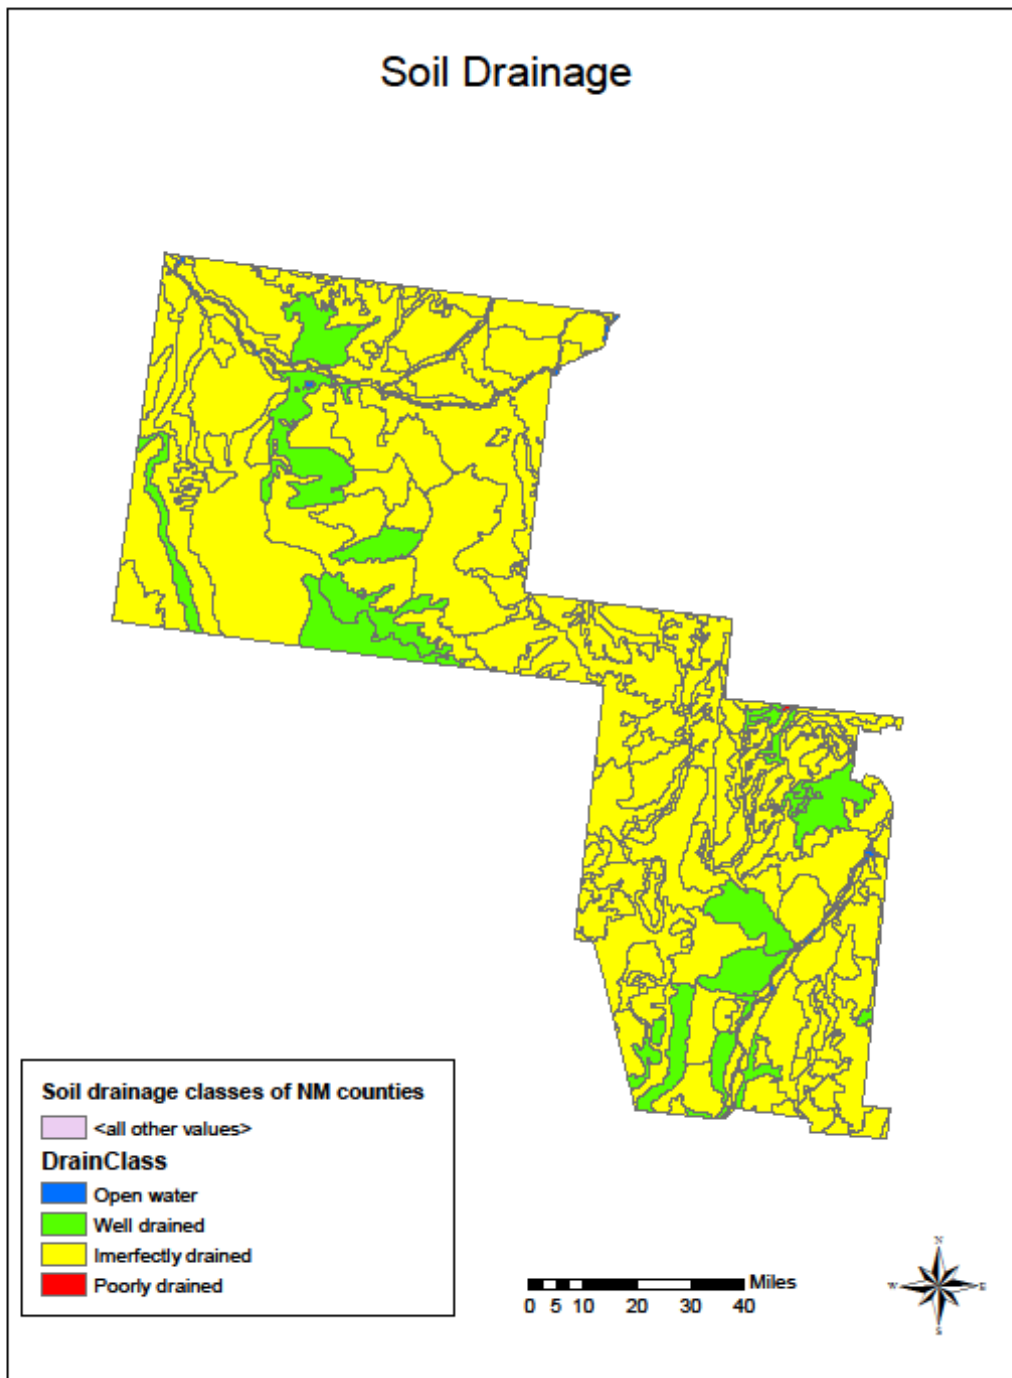 Soil Drainage
Soil drainage classes of NM counties
<all other values>
DrainClass
Open water
Well drained
Imerfectly drained
Poorly drained
Miles
0 5 10 20 30 40
N
W E
S